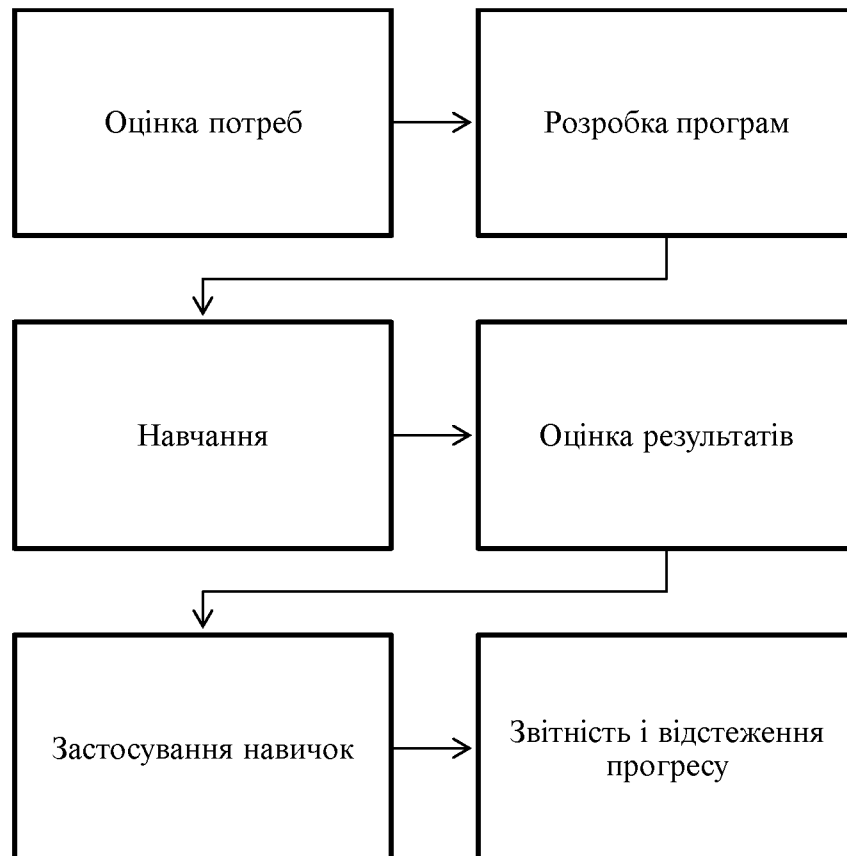 Оцінка потреб
Розробка програм
Навчання
Оцінка результатів
Застосування навичок
Звітність і відстеження
прогресу